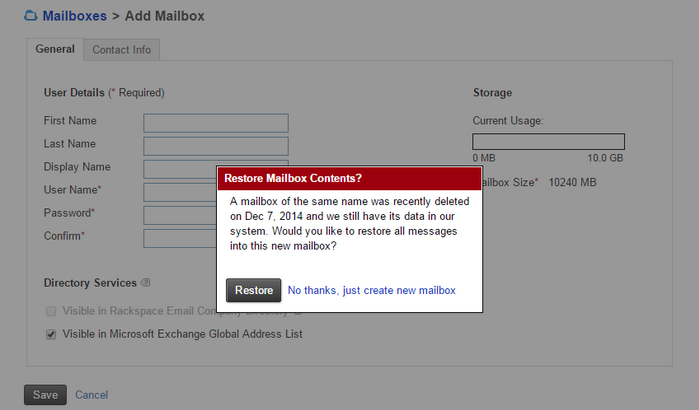 Mailboxes > Add Mailbox
General
Contact Info
User Details (* Required)
First Name
Last Name
Display Name
User Name*
Password*
Confirm*
Storage
Current Usage:
0 MB 10.0 GB
Size* 10240 MB
Restore Mailbox Contents?
A mailbox of the same name was recently deleted
on Dec 7, 2014 and we still have its data in our
system. Would you like to restore all messages
into this new mailbox?
Restore
No thanks, just create new mailbox
Directory Services
Visible in Rackspace Email Company Directory
Visible in Microsoft Exchange Global Address List
Save
Cancel